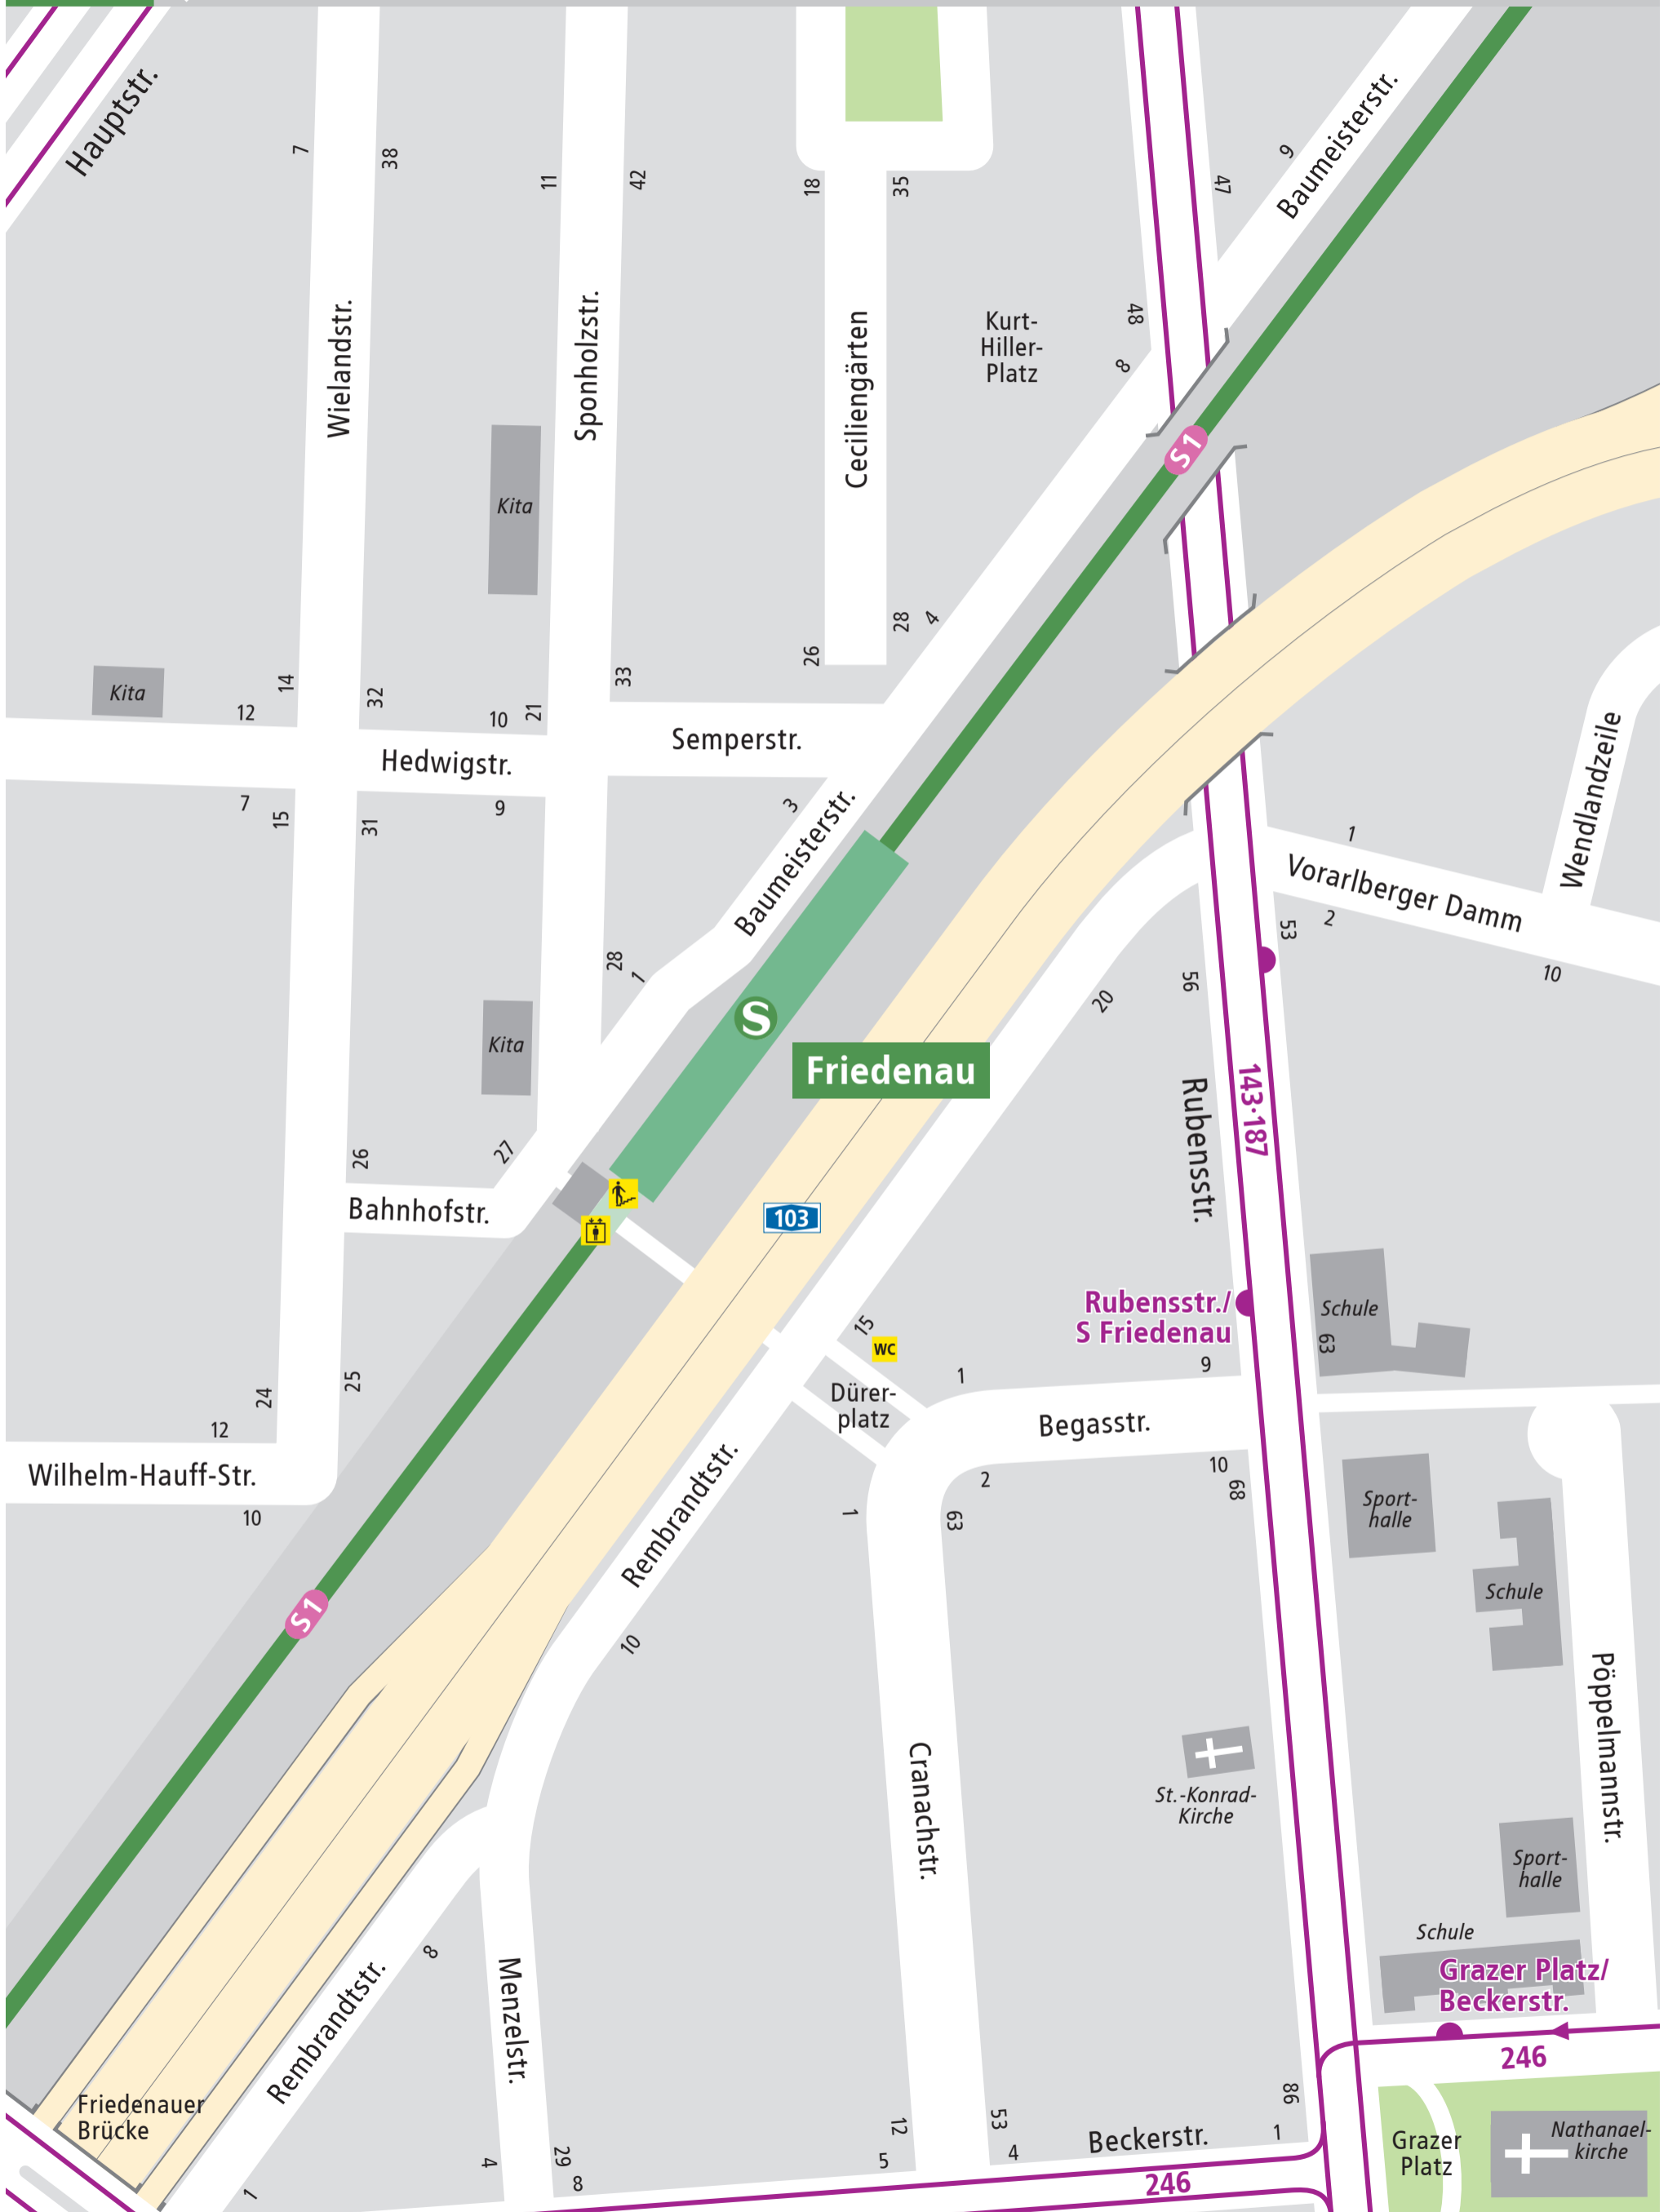 Hauptstr.
7
38
11
42
18
35
47
9
Baumeisterstr.
Wielandstr.
Sponholzstr.
Ceciliengärten
Kurt-
Hiller-
Platz
48
8
S 1
Kita
28
4
26
Kita
14
32
33
12
10
21
Semperstr.
Hedwigstr.
7
15
31
9
3
Baumeisterstr.
Wendlandzeile
1
Vorarlberger Damm
2
53
10
28
1
56
20
S
Kita
Friedenau
143·187
Rubensstr.
26
27
Bahnhofstr.
103
Rubensstr./
S Friedenau
Schule
63
15
WC
Dürer-
platz
1
9
24
25
12
Begasstr.
Wilhelm-Hauff-Str.
10
2
10
68
1
63
Rembrandtstr.
Sport-
halle
Schule
S 1
10
Pöppelmannstr.
Cranachstr.
St.-Konrad-
Kirche
Sport-
halle
Schule
8
Menzelstr.
Rembrandtstr.
Grazer Platz/
Beckerstr.
246
Friedenauer
Brücke
86
12
53
Beckerstr.
1
4
5
4
29
8
1
246
Grazer
Platz
Nathanael-
kirche